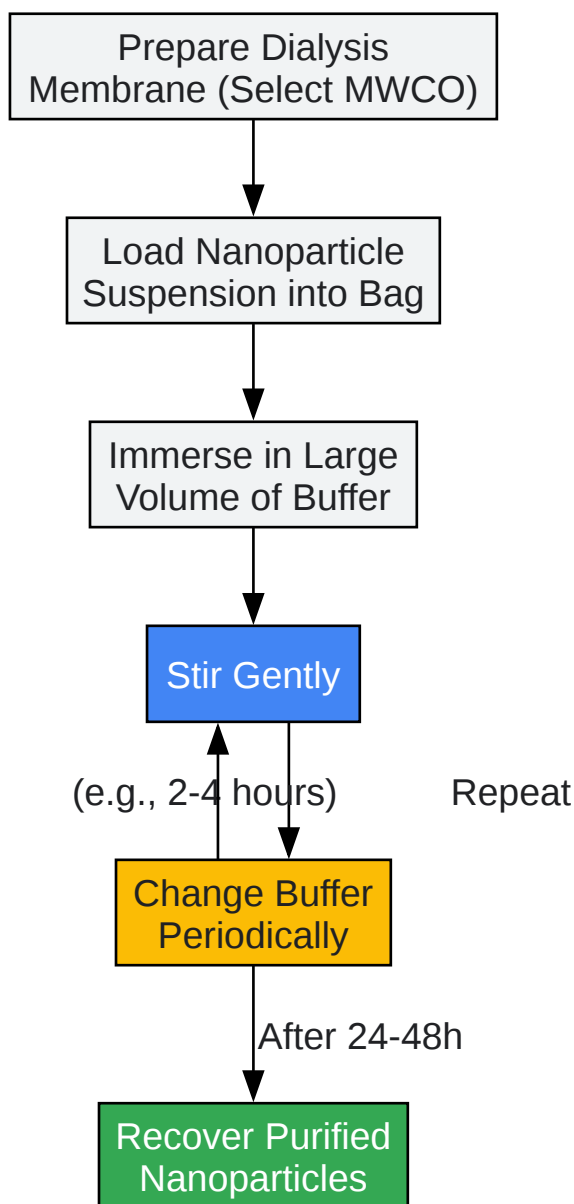 Prepare Dialysis
Membrane (Select MWCO)
Load Nanoparticle
Suspension into Bag
Immerse in Large
Volume of Buffer
Stir Gently
(e.g., 2-4 hours)
Repeat
Change Buffer
Periodically
After 24-48h
Recover Purified
Nanoparticles